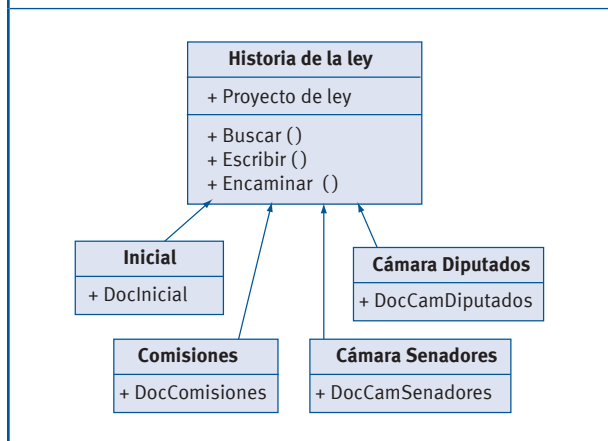 Historia de la ley
+ Proyecto de ley
+ Buscar ()
+ Escribir ()
+ Encaminar ()
Inicial
+ DocInicial
Cámara Diputados
+ DocCamDiputados
Comisiones
+ DocComisiones
Cámara Senadores
+ DocCamSenadores